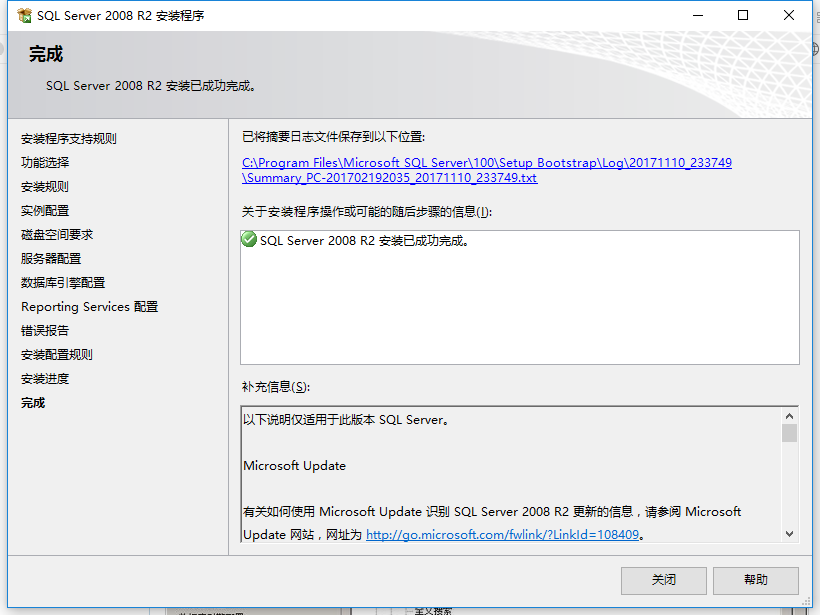 SQL Server 2008 R2 安装程序
完成
SQL Server 2008 R2 安装已成功完成。
安装程序支持规则
功能选择
安装规则
实例配置
磁盘空间要求
服务器配置
数据库引擎配置
Reporting Services 配置
错误报告
安装配置规则
安装进度
完成
已将摘要日志文件保存到以下位置:
C:\Program Files\Microsoft SQL Server\100\Setup Bootstrap\Log\20171110_233749
\Summary_PC-201702192035_20171110_233749.txt
关于安装程序操作或可能的随后步骤的信息(I):
SQL Server 2008 R2 安装已成功完成。
补充信息(S):
以下说明仅适用于此版本 SQL Server。
Microsoft Update
有关如何使用 Microsoft Update 识别 SQL Server 2008 R2 更新的信息，请参阅 Microsoft
Update 网站，网址为 http://go.microsoft.com/fwlink/?LinkId=108409。
关闭
帮助